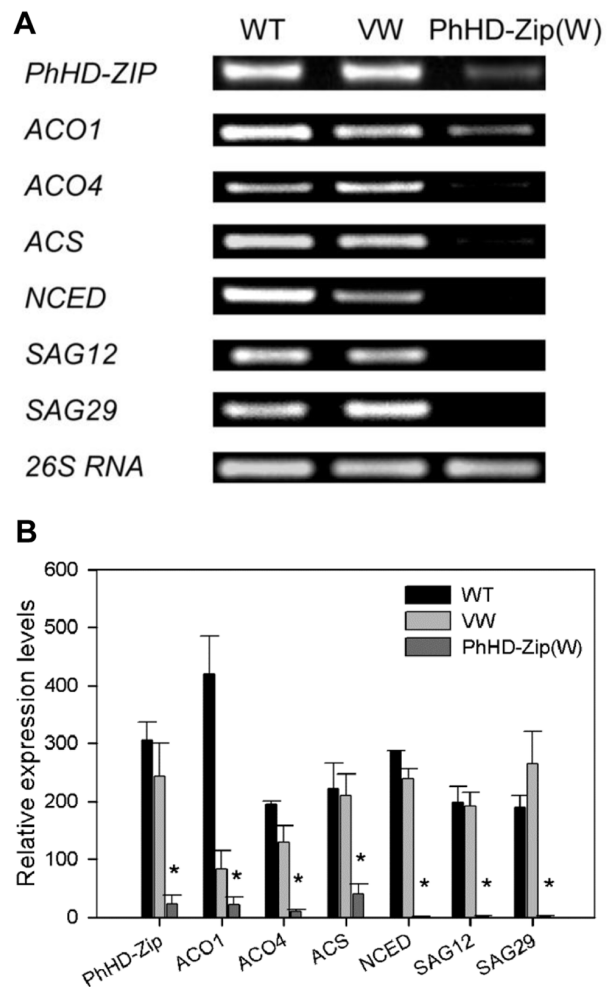 A
WT VW PhHD-Zip(W)
PhHD-ZIP
ACO1
ACO4
ACS
NCED
SAG12
SAG29
26S RNA
B
Relative expression levels
600
500
400
300
200
100
0
WT
VW
PhHD-Zip(W)
* * * * * * *
PhHD-Zip ACO1 ACO4 ACS NCED SAG12 SAG29